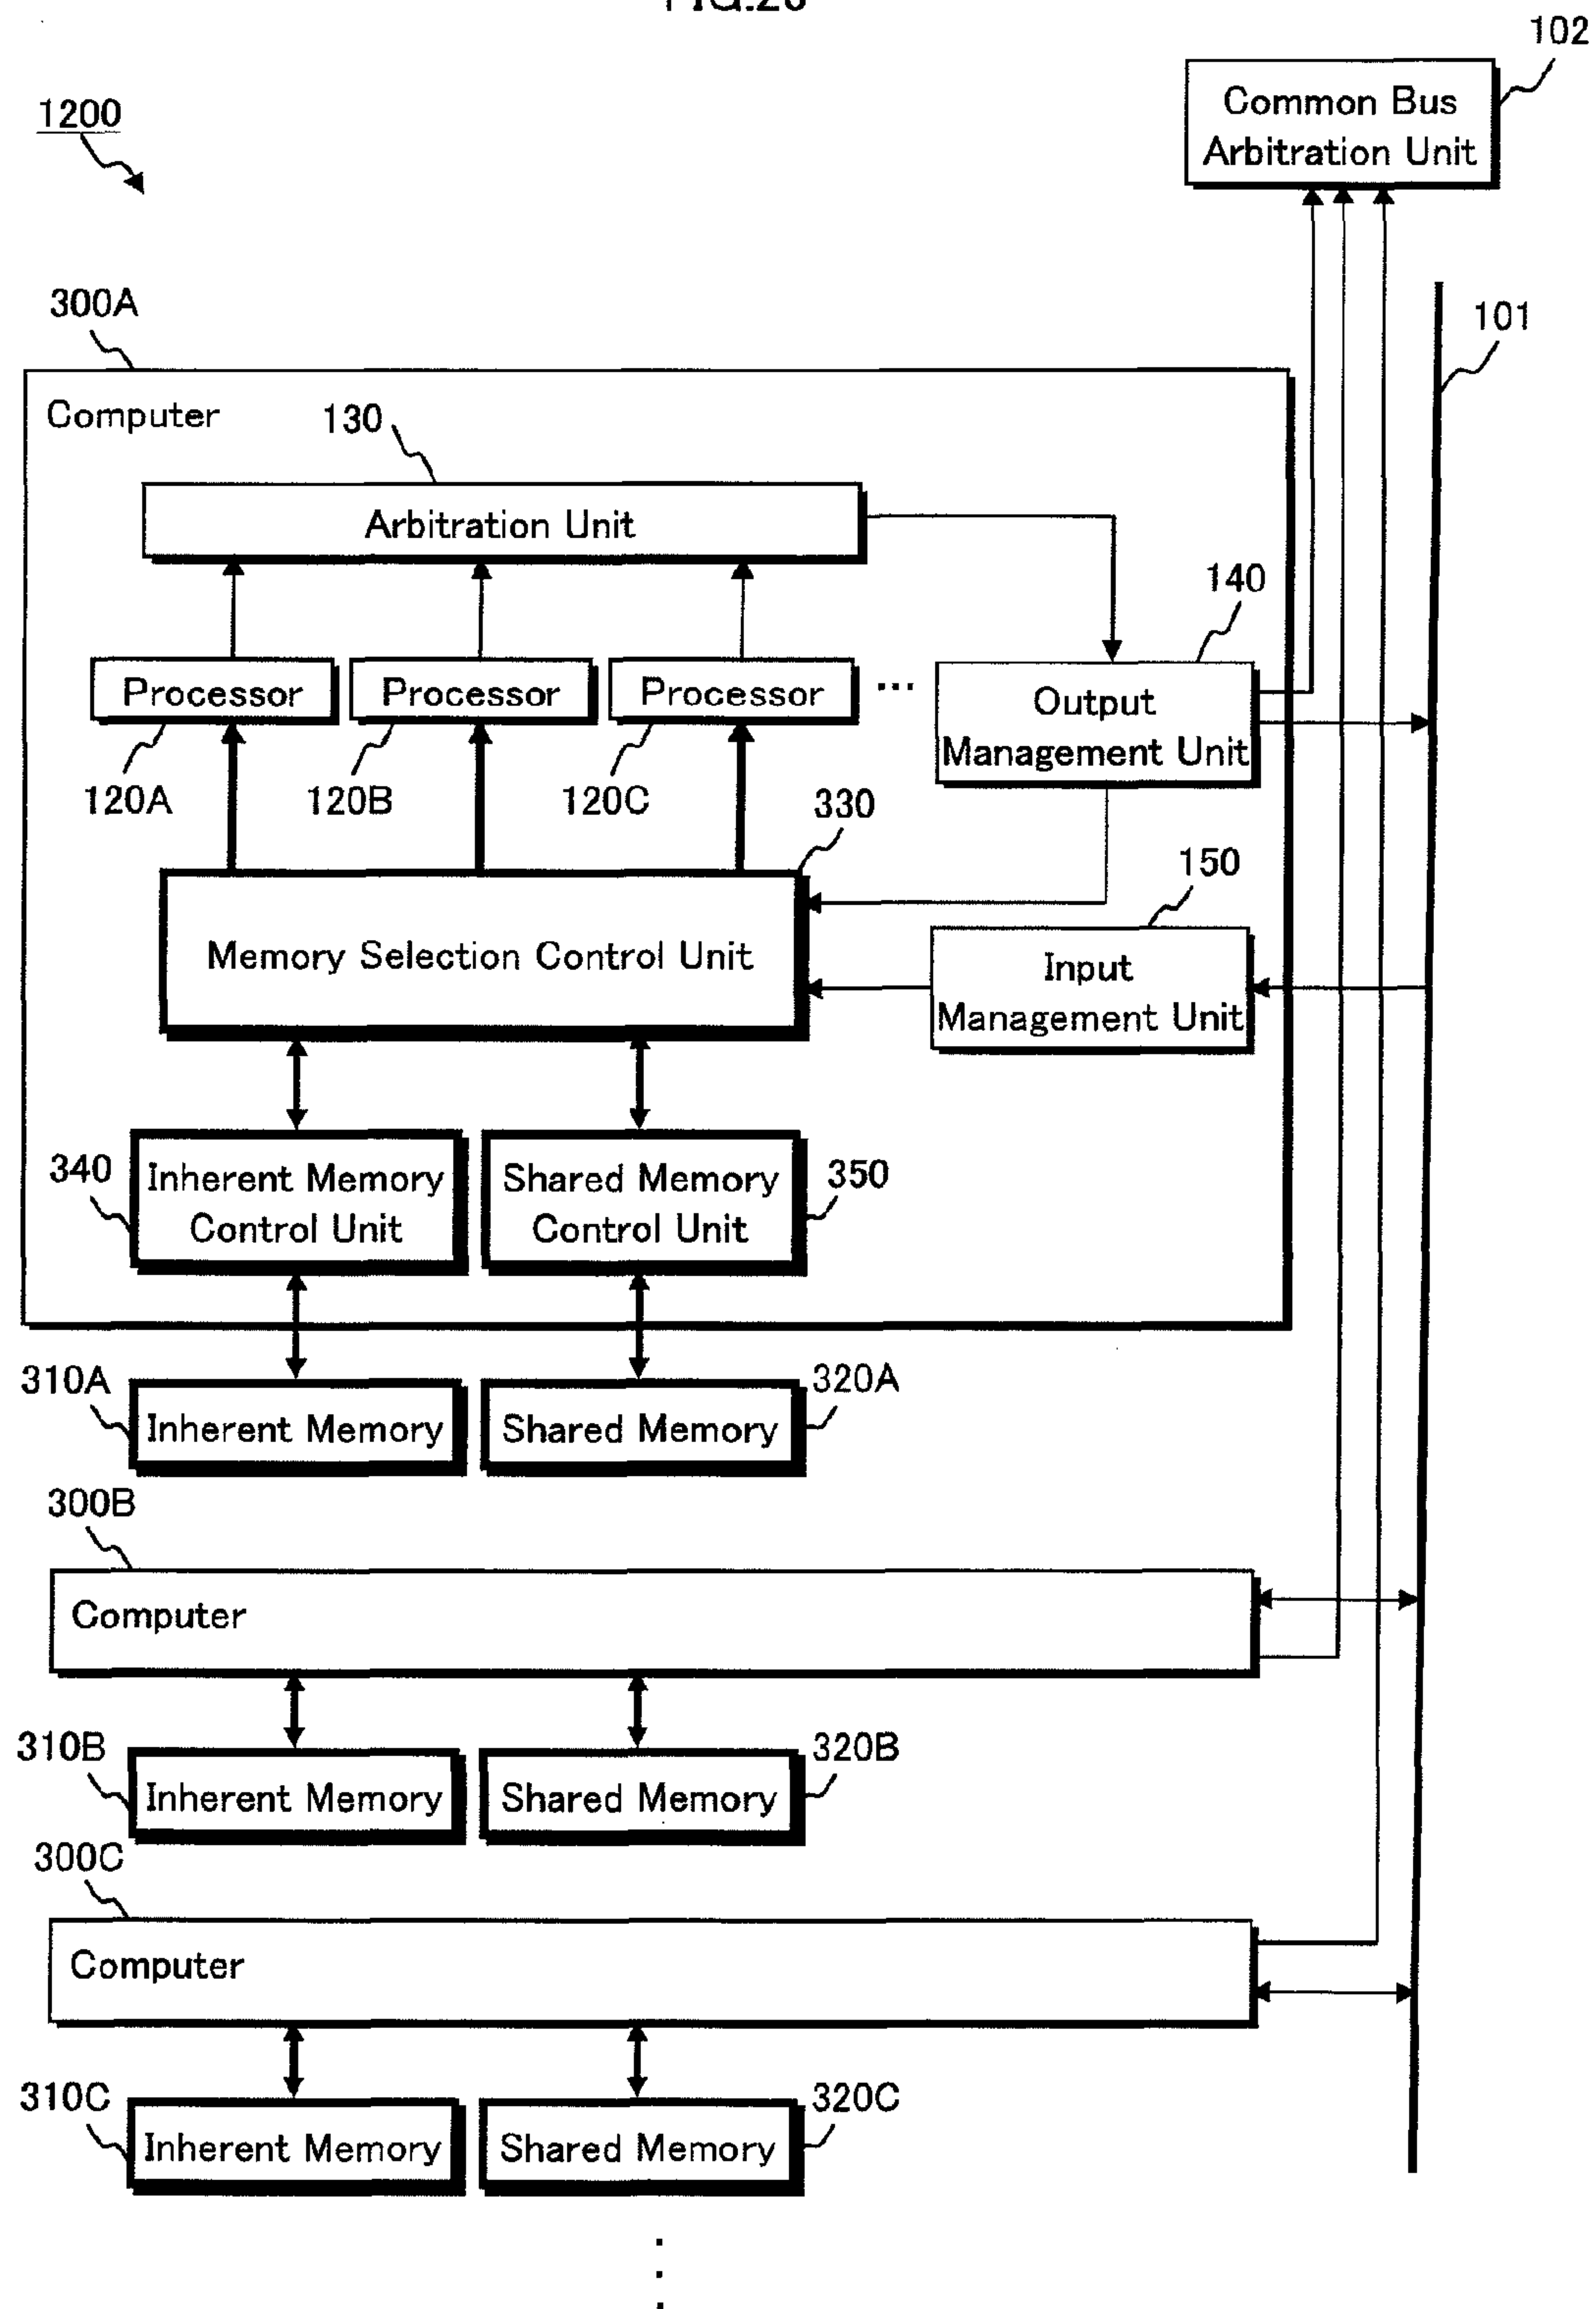 102
Common Bus
Arbitration Unit
1200
300A
101
Computer
130
Arbitration Unit
140
Processor
Processor
Processor
...
Output
Management Unit
120A
120B
120C
330
150
Memory Selection Control Unit
Input
Management Unit
340
Inherent Memory
Control Unit
Shared Memory
Control Unit
350
310A
Inherent Memory
Shared Memory
320A
300B
Computer
310B
Inherent Memory
Shared Memory
320B
300C
Computer
310C
Inherent Memory
Shared Memory
320C